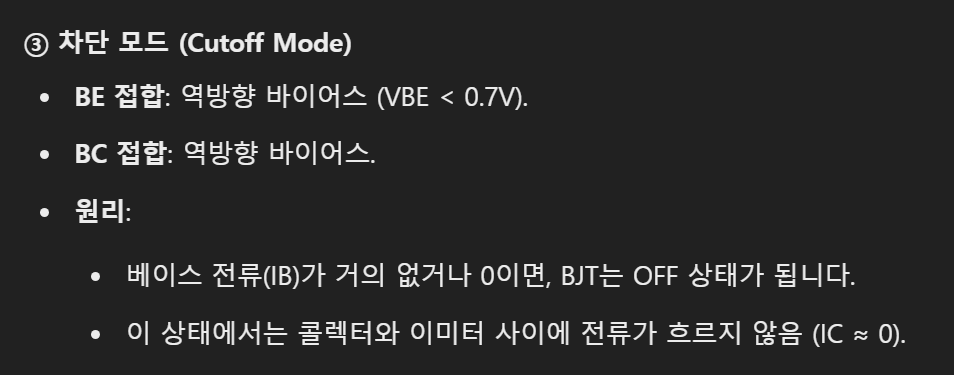 ③ 차단 모드 (Cutoff Mode)
• BE 접합: 역방향 바이어스 (VBE < 0.7V).
• BC 접합: 역방향 바이어스.
• 원리:
• 베이스 전류(IB)가 거의 없거나 0이면, BJT는 OFF 상태가 됩니다.
• 이 상태에서는 콜렉터와 이미터 사이에 전류가 흐르지 않음 (IC ≈ 0).